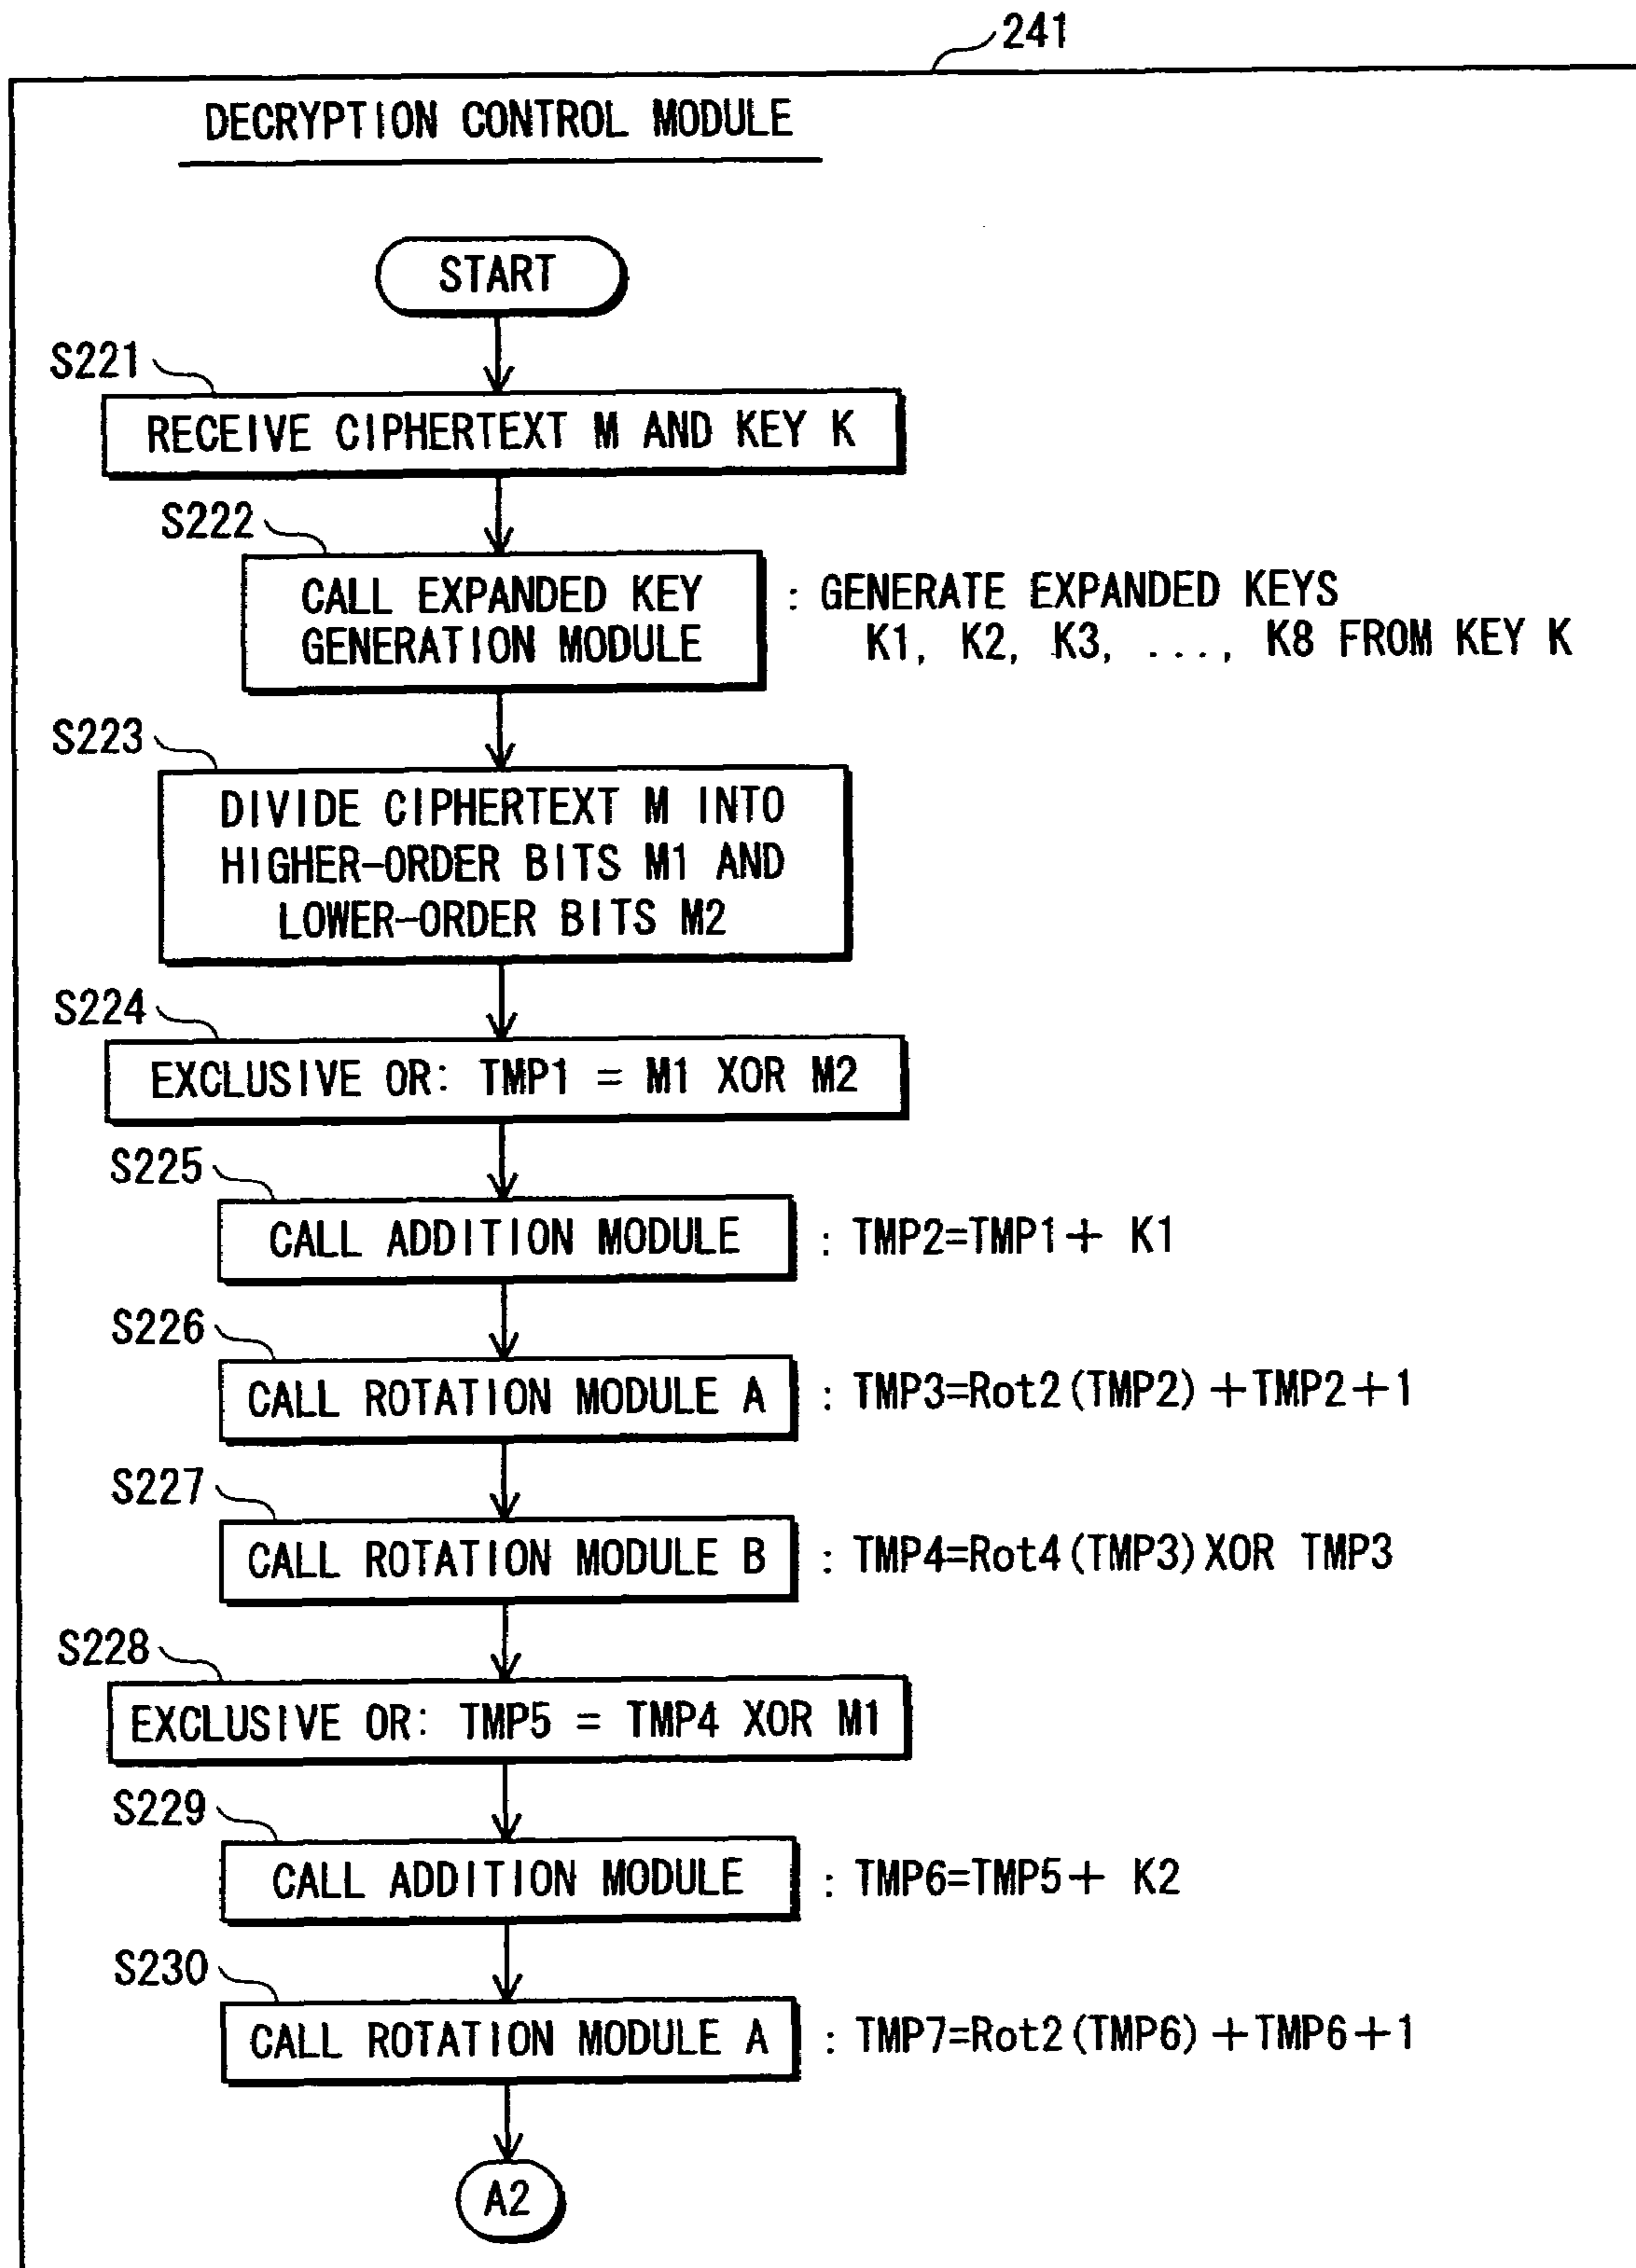 241
DECRYPTION CONTROL MODULE
START
S221
RECEIVE CIPHERTEXT M AND KEY K
S222
CALL EXPANDED KEY
GENERATION MODULE
: GENERATE EXPANDED KEYS
K1, K2, K3, ..., K8 FROM KEY K
S223
DIVIDE CIPHERTEXT M INTO
HIGHER-ORDER BITS M1 AND
LOWER-ORDER BITS M2
S224
EXCLUSIVE OR: TMP1 = M1 XOR M2
S225
CALL ADDITION MODULE : TMP2=TMP1+ K1
S226
CALL ROTATION MODULE A : TMP3=Rot2(TMP2)+TMP2+1
S227
CALL ROTATION MODULE B : TMP4=Rot4(TMP3)XOR TMP3
S228
EXCLUSIVE OR: TMP5 = TMP4 XOR M1
S229
CALL ADDITION MODULE : TMP6=TMP5+ K2
S230
CALL ROTATION MODULE A : TMP7=Rot2(TMP6)+TMP6+1
A2